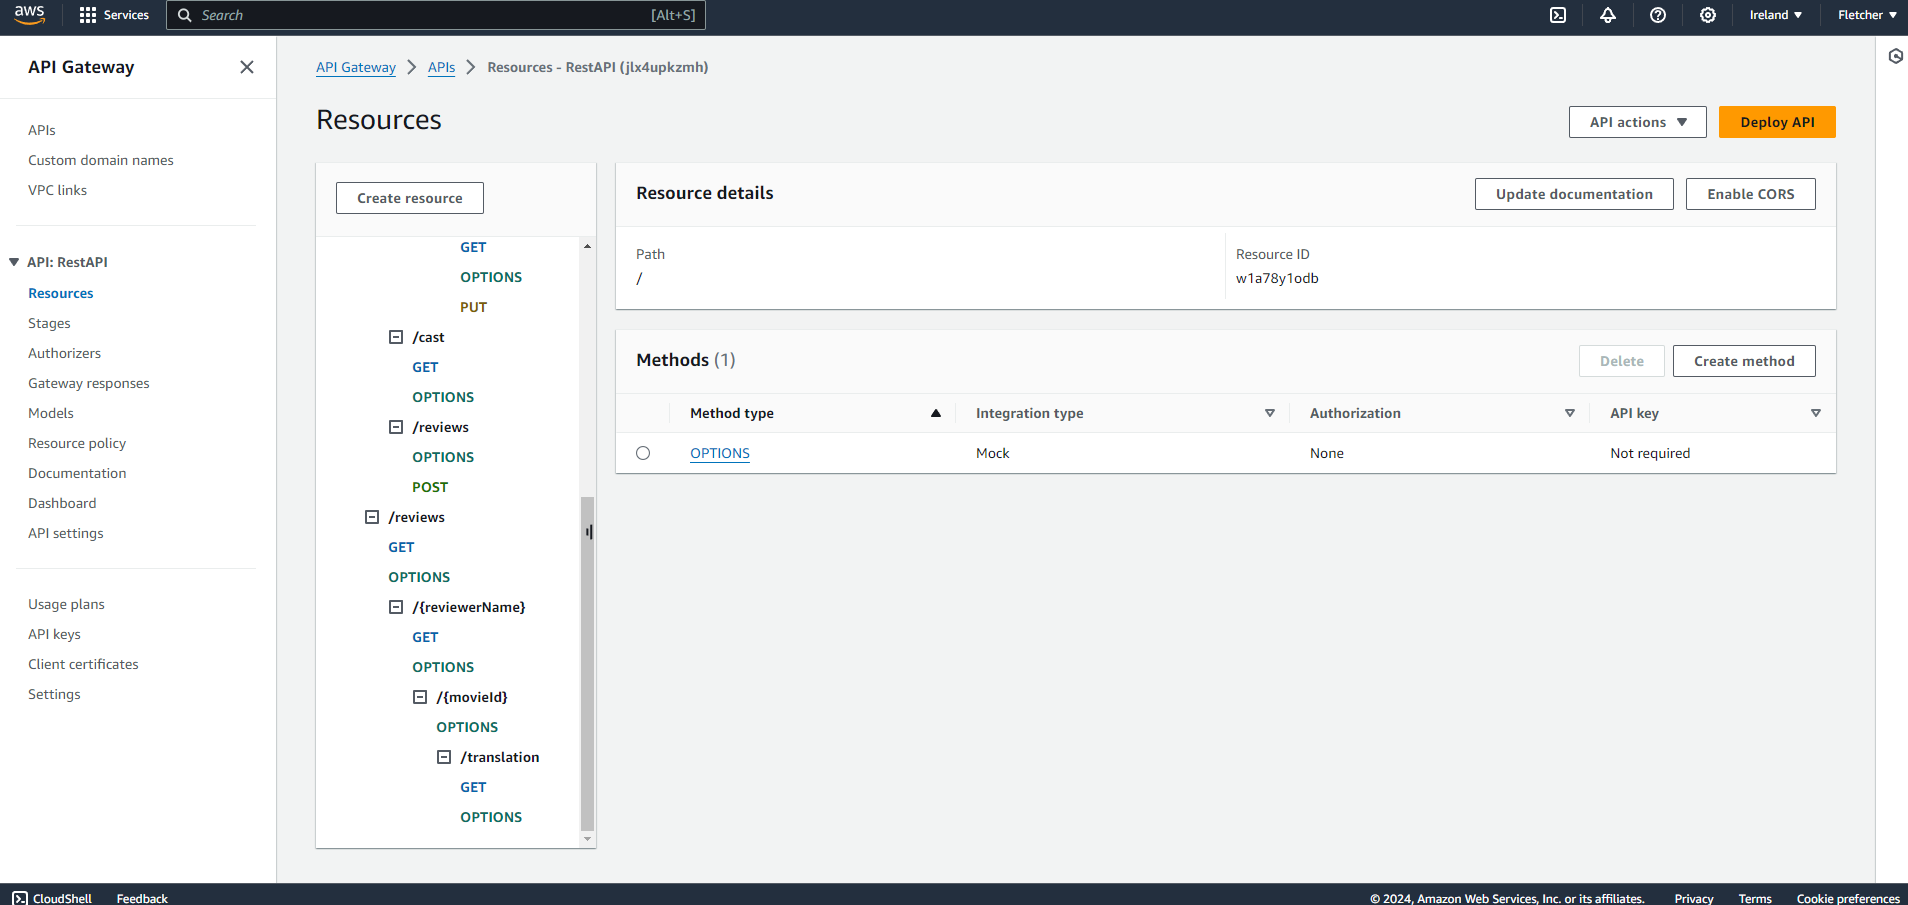 aws
Services
Search
[Alt+S]
Ireland
Fletcher
API Gateway
APIs
Custom domain names
VPC links
API: RestAPI
Resources
Stages
Authorizers
Gateway responses
Models
Resource policy
Documentation
Dashboard
API settings
Usage plans
API keys
Client certificates
Settings
API Gateway
APIs
Resources - RestAPI (jlx4upkzmh)
Resources
API actions
Deploy API
Create resource
GET
OPTIONS
PUT
/cast
GET
OPTIONS
/reviews
OPTIONS
POST
/reviews
GET
OPTIONS
/{reviewerName}
GET
OPTIONS
/{movieId}
OPTIONS
/translation
GET
OPTIONS
Resource details
Update documentation
Enable CORS
Path
/
Resource ID
w1a78y1odb
Methods (1)
Delete
Create method
Method type
Integration type
Authorization
API key
OPTIONS
Mock
None
Not required
CloudShell
Feedback
© 2024, Amazon Web Services, Inc. or its affiliates.
Privacy
Terms
Cookie preferences